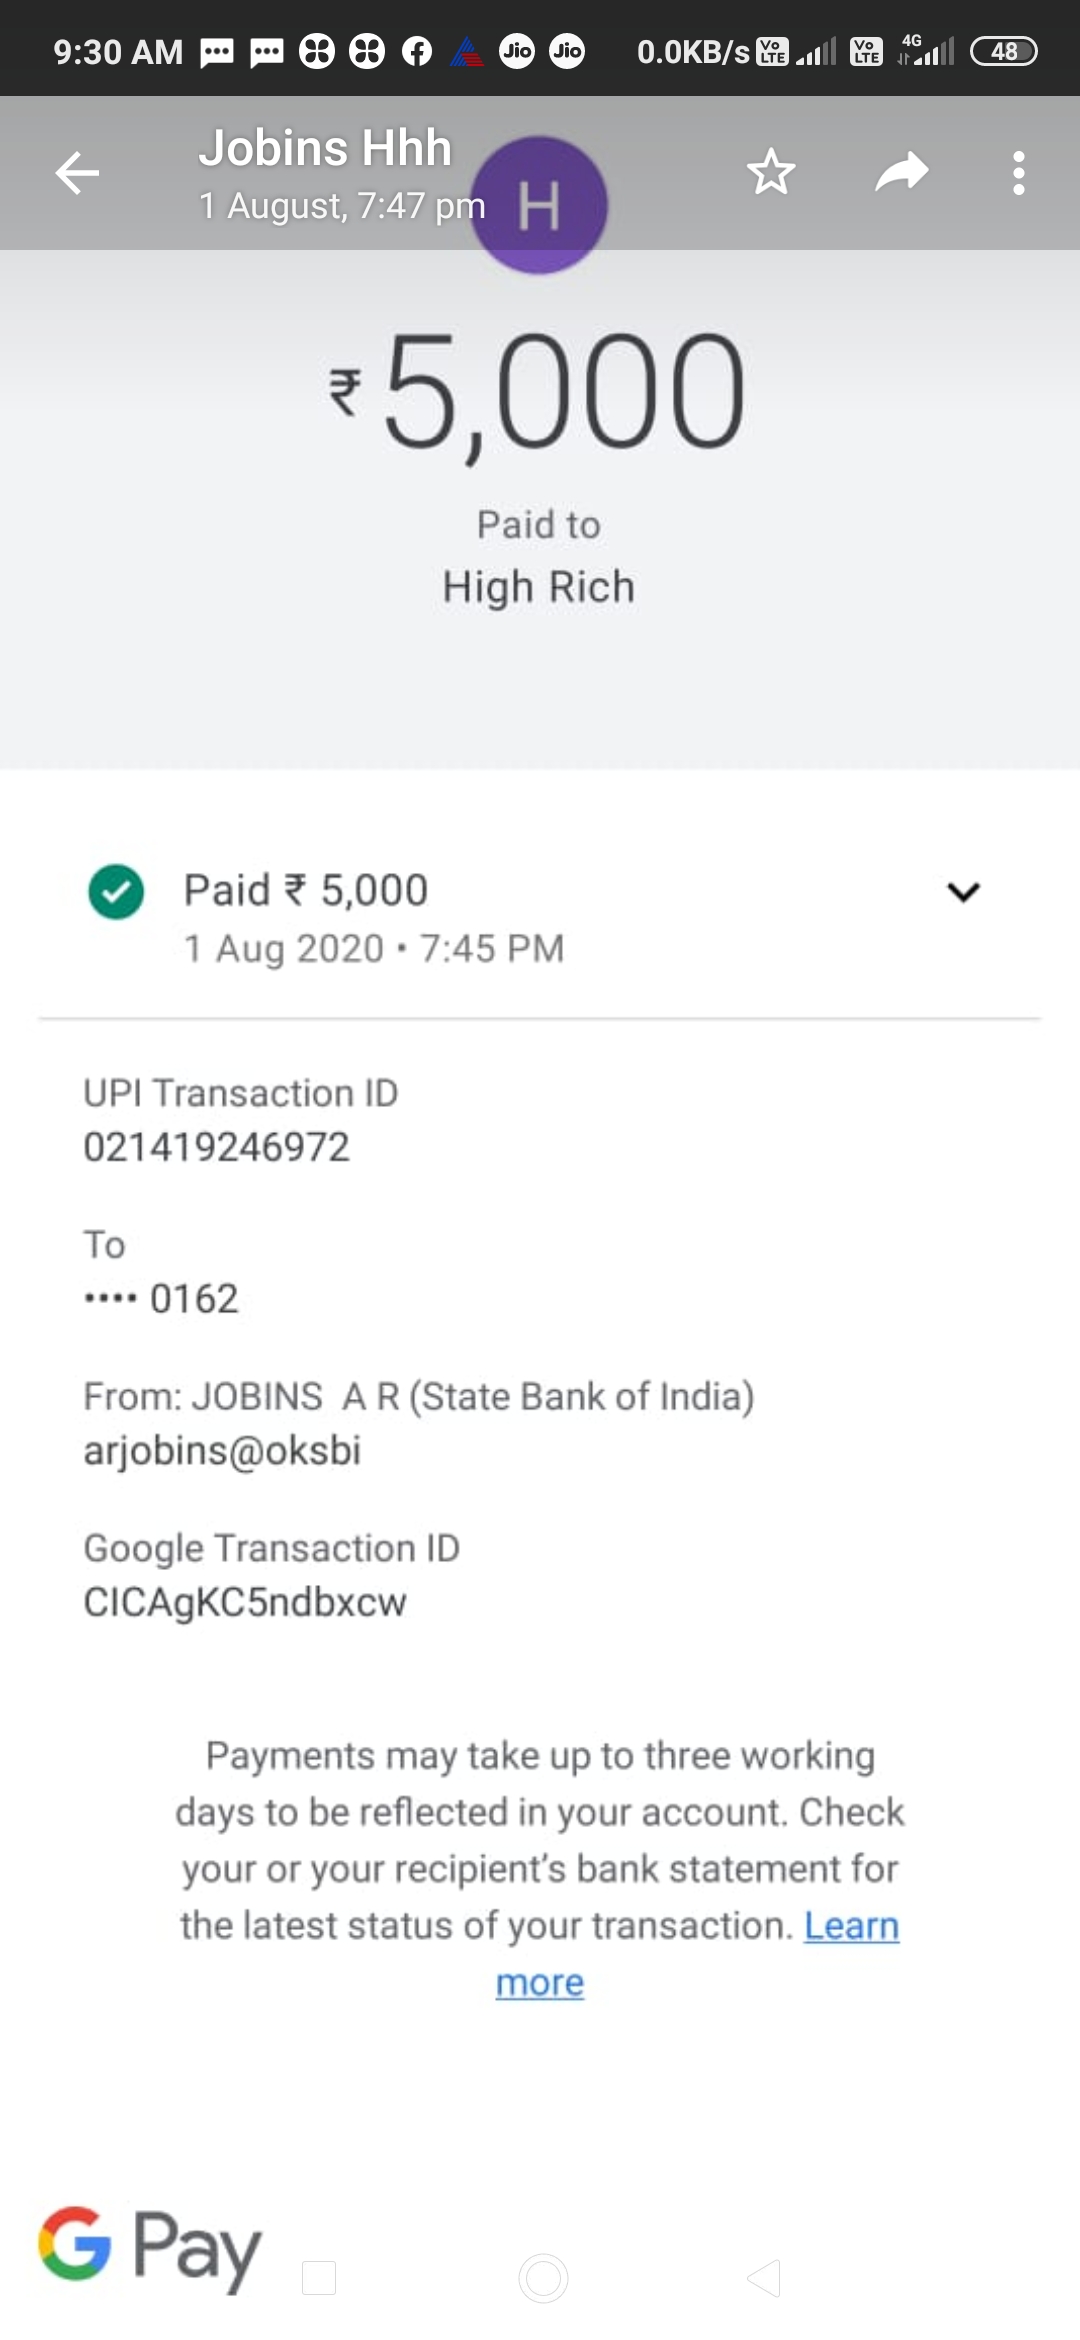 9:30 AM Jio Jio 0.0KB/s Vo LTE Vo LTE 4G 48
Jobins Hhh
1 August, 7:47 pm
H
₹5,000
Paid to
High Rich
Paid ₹ 5,000
1 Aug 2020 • 7:45 PM
UPI Transaction ID
021419246972
To
•••• 0162
From: JOBINS A R (State Bank of India)
arjobins@oksbi
Google Transaction ID
CICAgKC5ndbxcw
Payments may take up to three working
days to be reflected in your account. Check
your or your recipient's bank statement for
the latest status of your transaction. Learn
more
G Pay